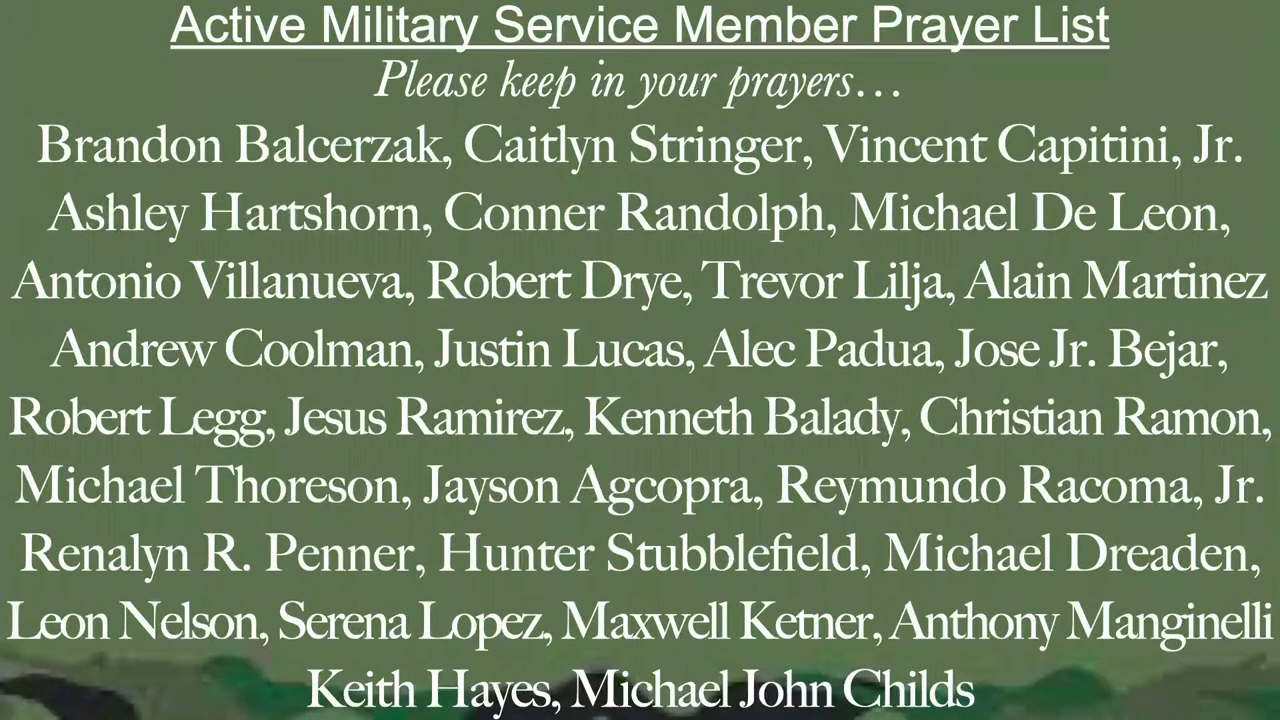 Active Military Service Member Prayer List
Please keep in your prayers…
Brandon Balcerzak, Caitlyn Stringer, Vincent Capitini, Jr.
Ashley Hartshorn, Conner Randolph, Michael De Leon,
Antonio Villanueva, Robert Drye, Trevor Lilja, Alain Martinez
Andrew Coolman, Justin Lucas, Alec Padua, Jose Jr. Bejar,
Robert Legg, Jesus Ramirez, Kenneth Balady, Christian Ramon,
Michael Thoreson, Jayson Agcopra, Reymundo Racoma, Jr.
Renalyn R. Penner, Hunter Stubblefield, Michael Dreaden,
Leon Nelson, Serena Lopez, Maxwell Ketner, Anthony Manginelli
Keith Hayes, Michael John Childs